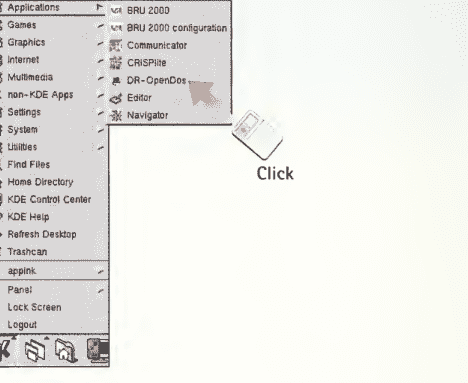 Applications
Games
Graphics
Internet
Multimedia
non-KDE Apps
Settings
System
Utilities
Find Files
Home Directory
KDE Control Center
KDE Help
Refresh Desktop
Trashcan
appink
Panel
Lock Screen
Logout
BRU 2000
BRU 2000 configuration
Communicator
CRiSPlite
DR-OpenDos
Editor
Navigator
Click